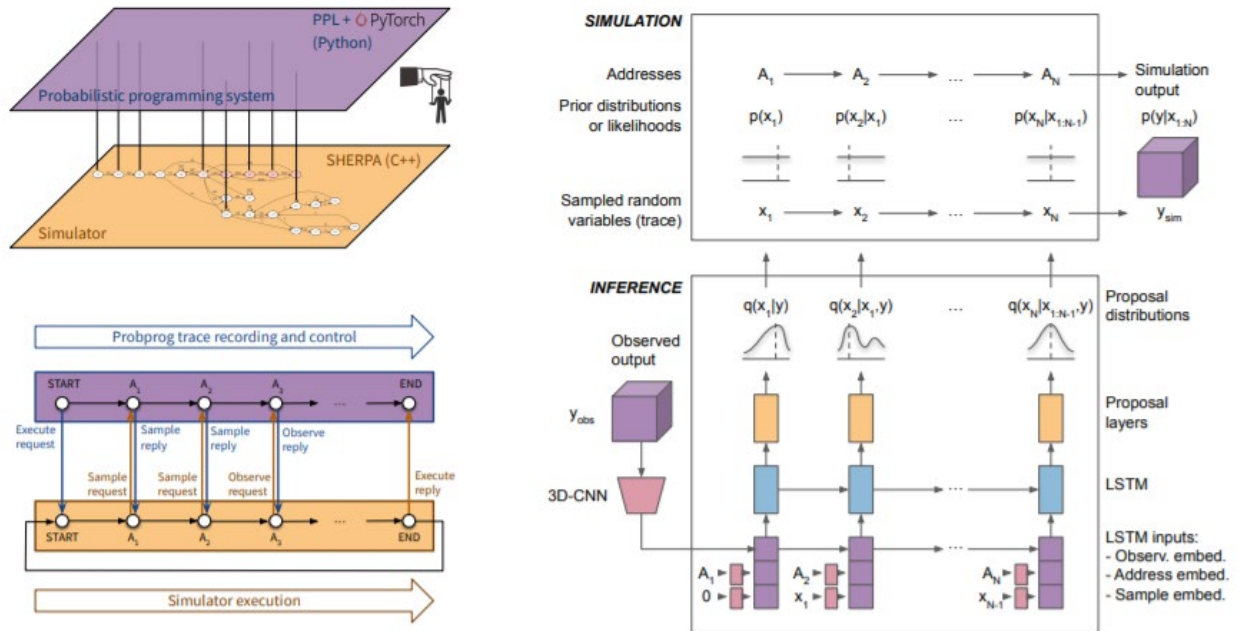 PPL + PyTorch
(Python)
Probabilistic programming system
SHERPA (C++)
Simulator
Probprog trace recording and control
START
A1
A2
A3
...
END
Execute
request
Sample
reply
Sample
reply
Observe
reply
Sample
request
Sample
request
Observe
request
Execute
reply
START
A1
A2
A3
...
END
Simulator execution
SIMULATION
Addresses
A1
A2
...
AN
Simulation
output
Prior distributions
or likelihoods
p(x1)
p(x2|x1)
...
p(xN|x1:N-1)
p(y|x1:N)
Sampled random
variables (trace)
x1
x2
...
xN
ysim
INFERENCE
q(x1|y)
q(x2|x1,y)
...
q(xN|x1:N-1,y)
Proposal
distributions
Observed
output
yobs
Proposal
layers
3D-CNN
...
LSTM
...
LSTM inputs:
- Observ. embed.
- Address embed.
- Sample embed.
A1
A2
AN
0
x1
xN-1